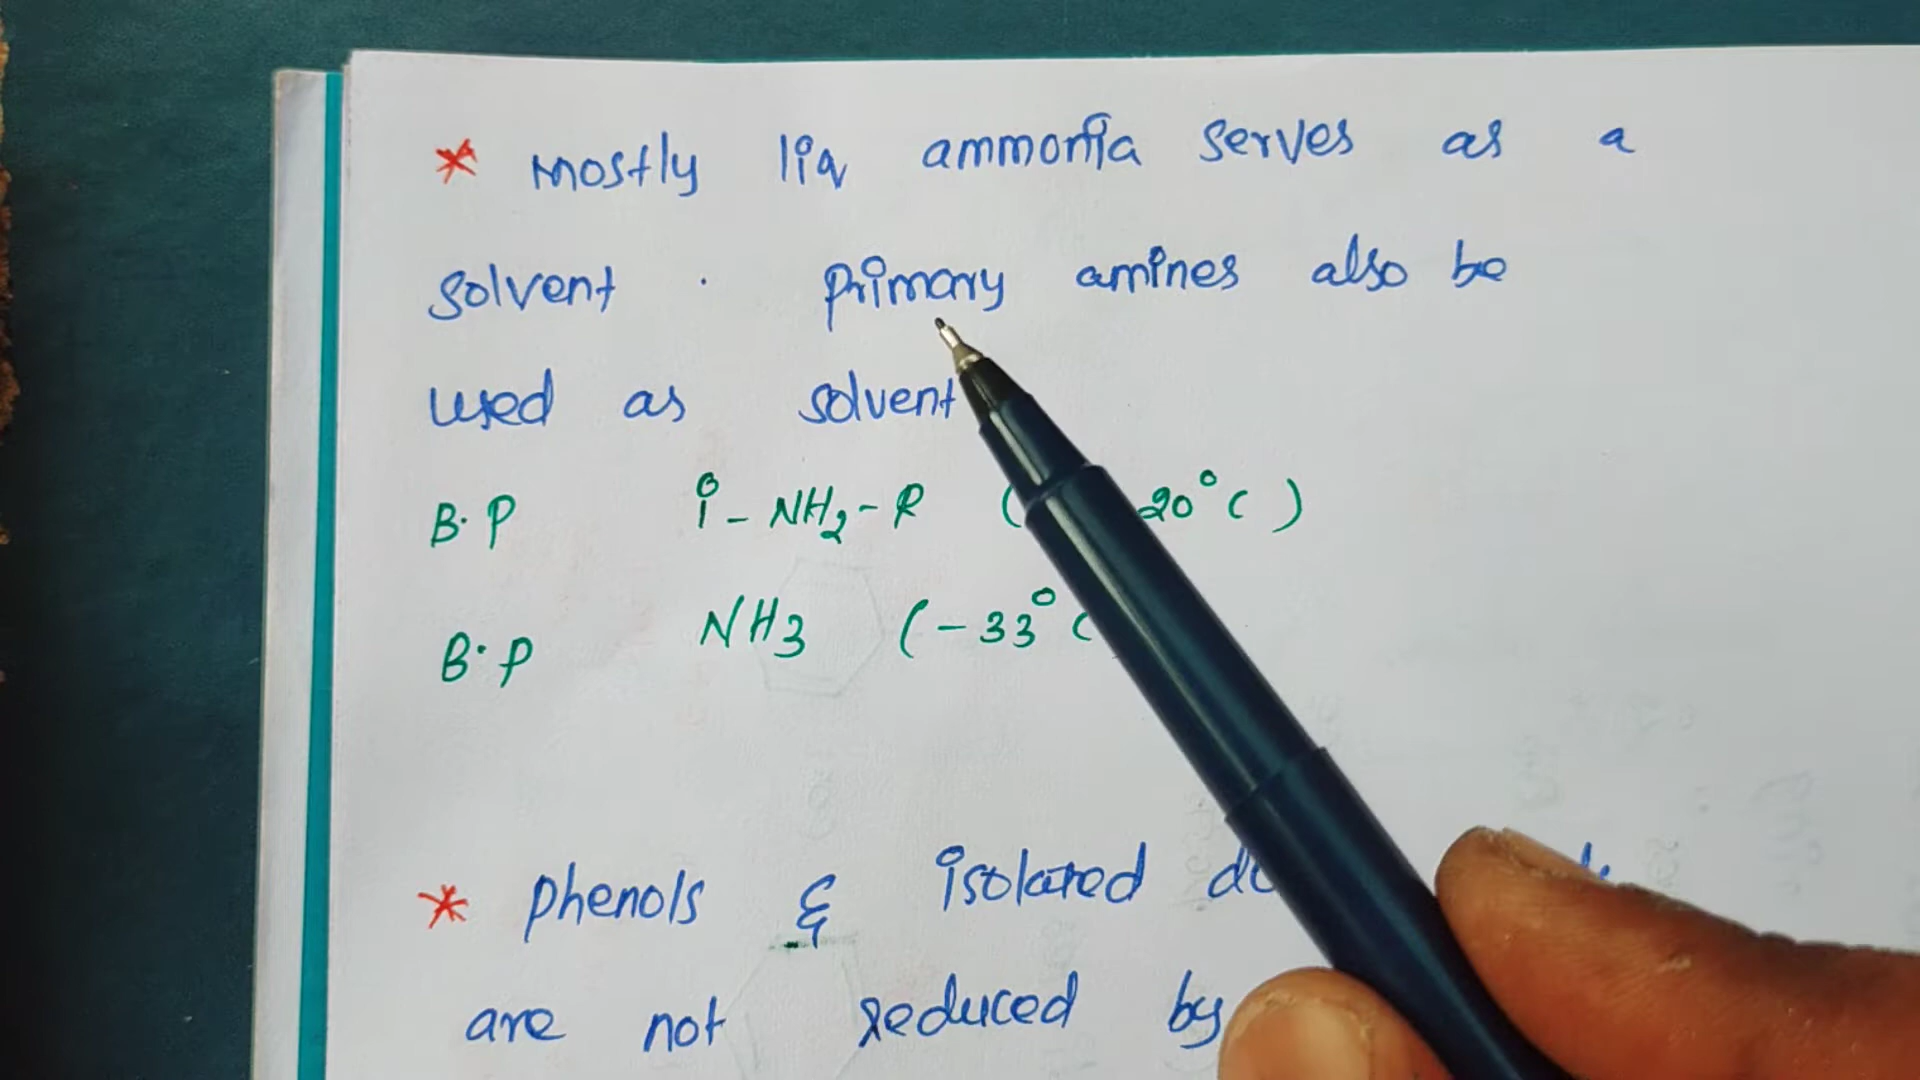 * Mostly liq ammonia serves as a
solvent . Primary amines also be
used as solvent
B.P 1° - NH2 - R ( 20°C )
B.P NH3 (-33°C
* Phenols & isolated
are not reduced by